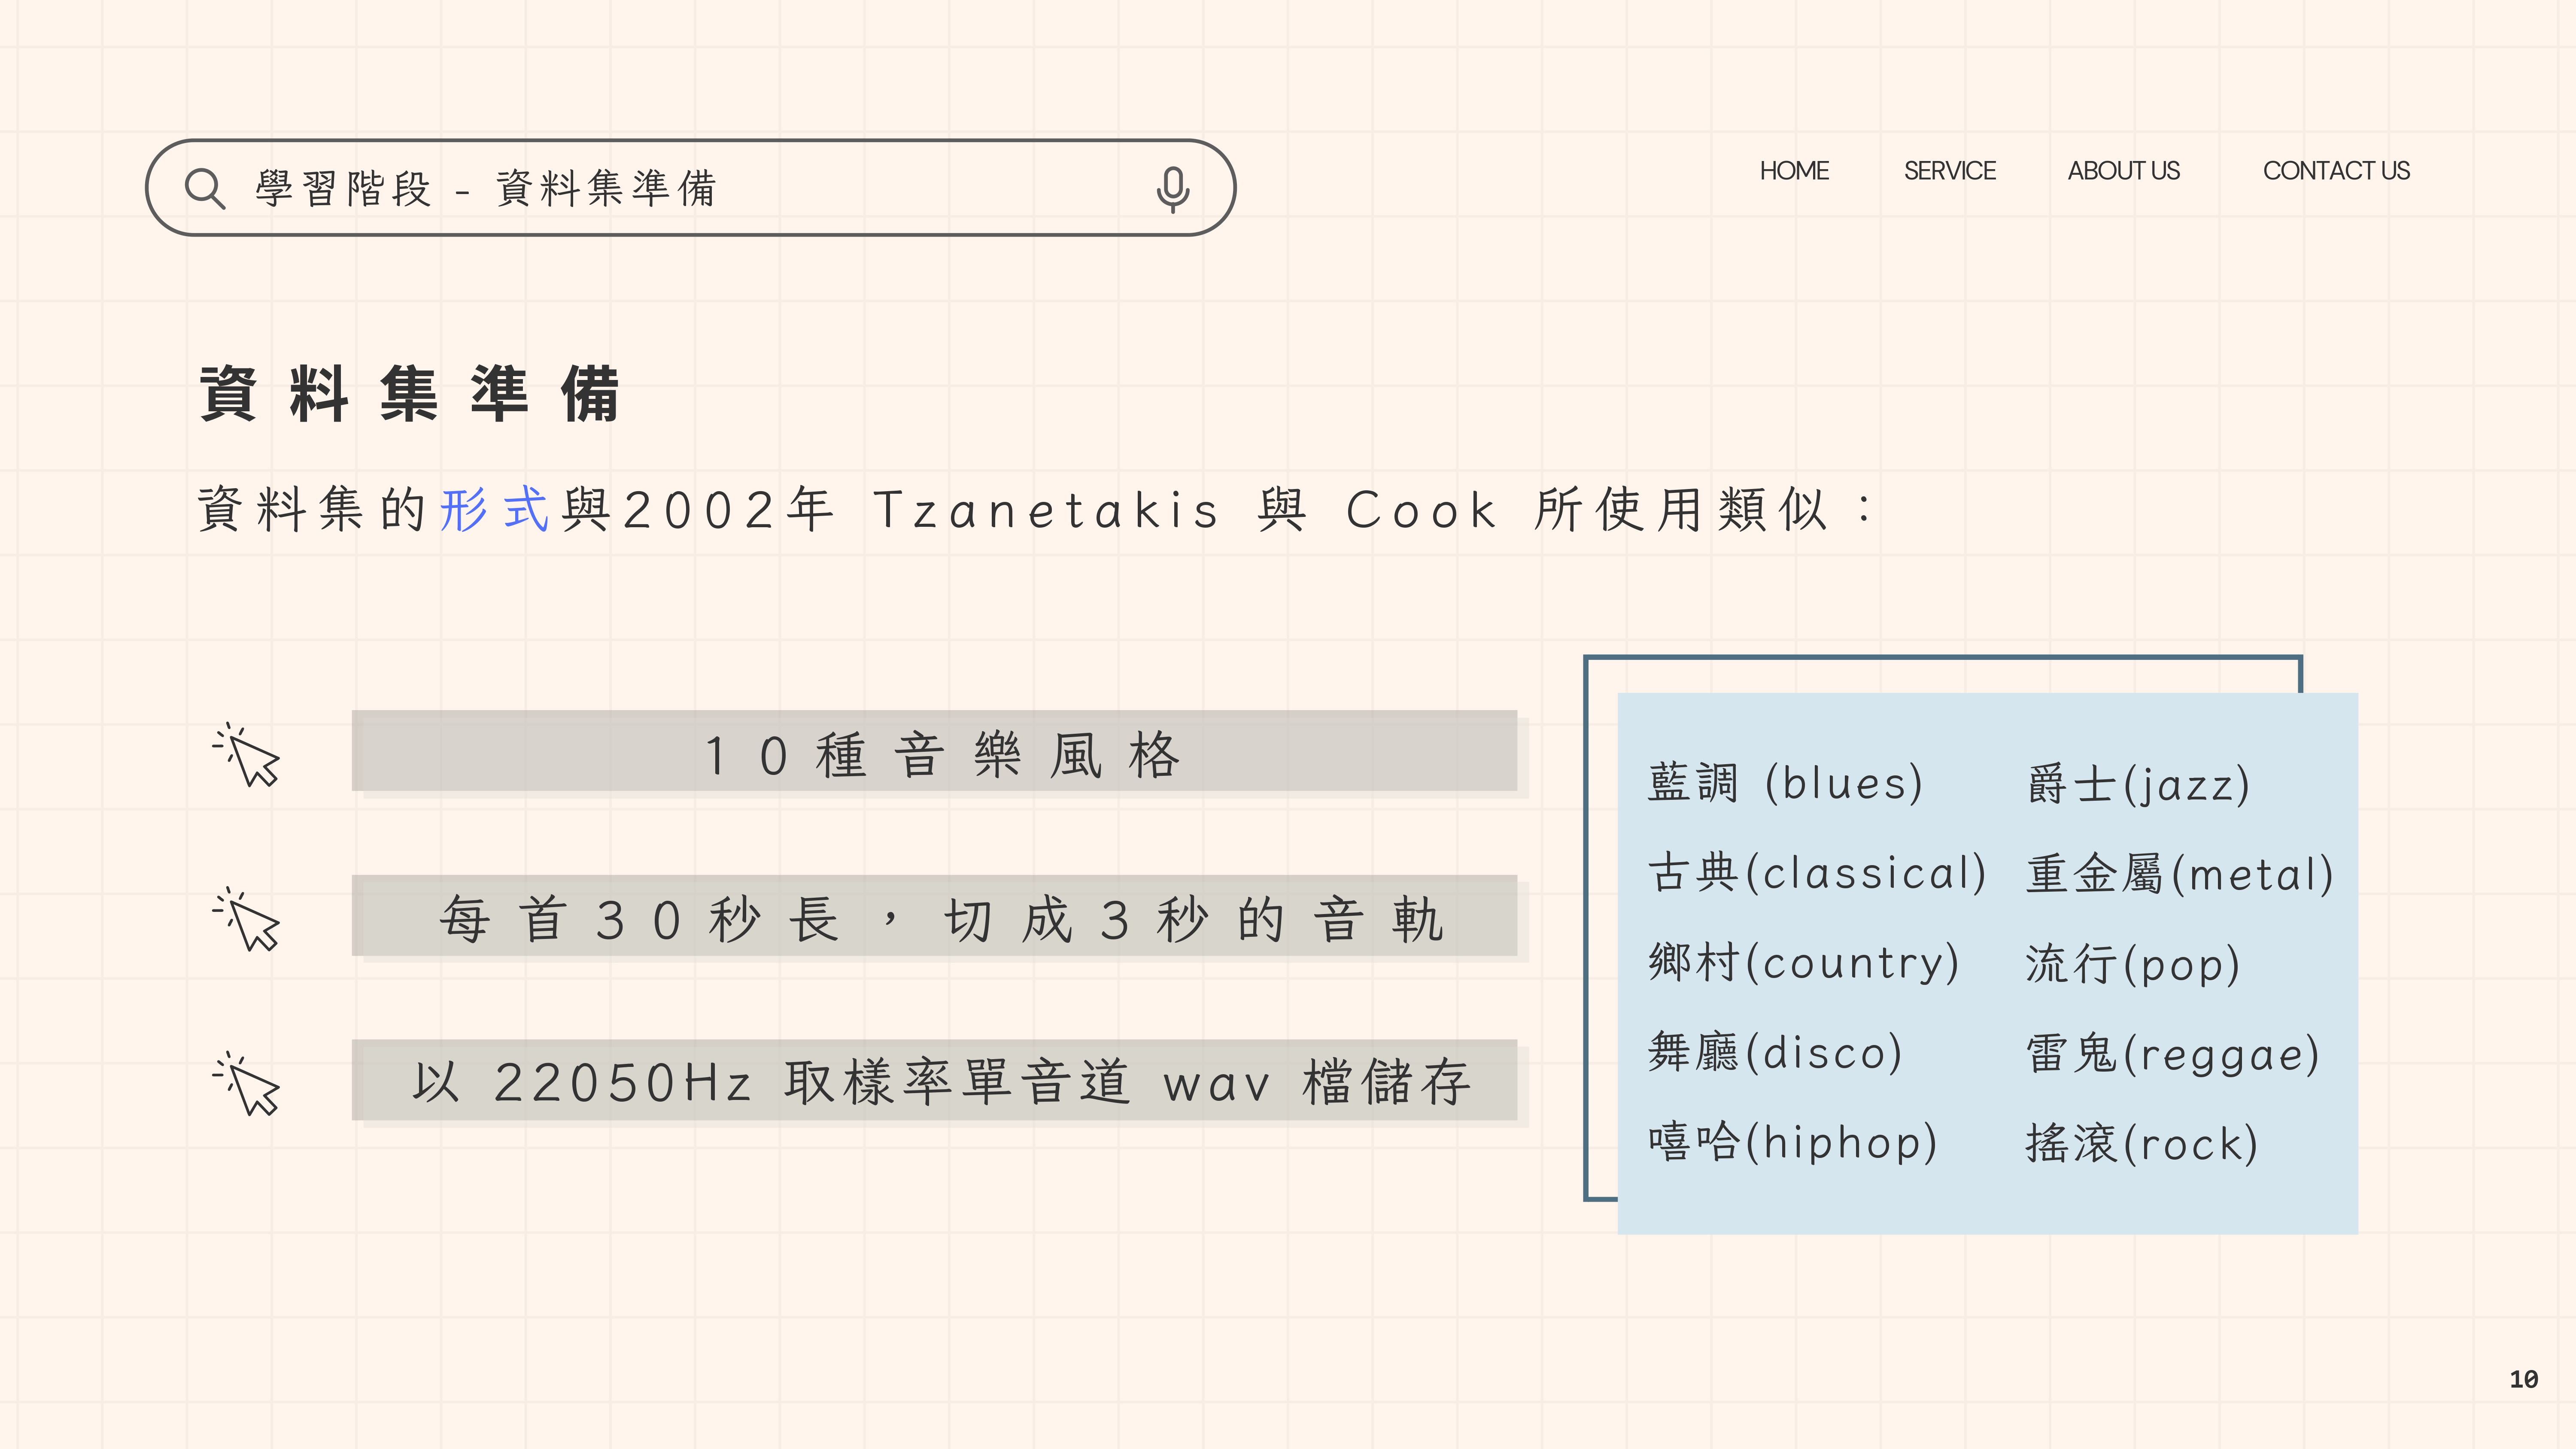 學習階段 - 資料集準備
HOME SERVICE ABOUT US CONTACT US
資料集準備
資料集的形式與2002年 Tzanetakis 與 Cook 所使用類似：
10種音樂風格
每首30秒長，切成3秒的音軌
以 22050Hz 取樣率單音道 wav 檔儲存
藍調 (blues)
古典(classical)
鄉村(country)
舞廳(disco)
嘻哈(hiphop)
爵士(jazz)
重金屬(metal)
流行(pop)
雷鬼(reggae)
搖滾(rock)
10